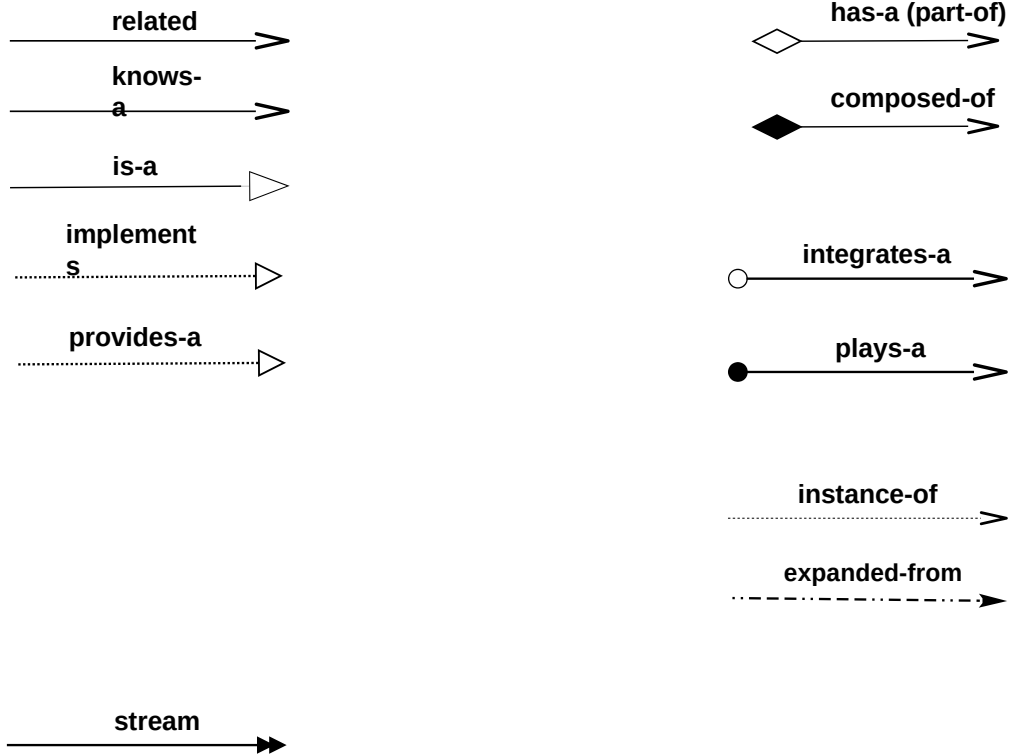 related
knows-
a
is-a
implement
s
provides-a
stream
has-a (part-of)
composed-of
integrates-a
plays-a
instance-of
expanded-from